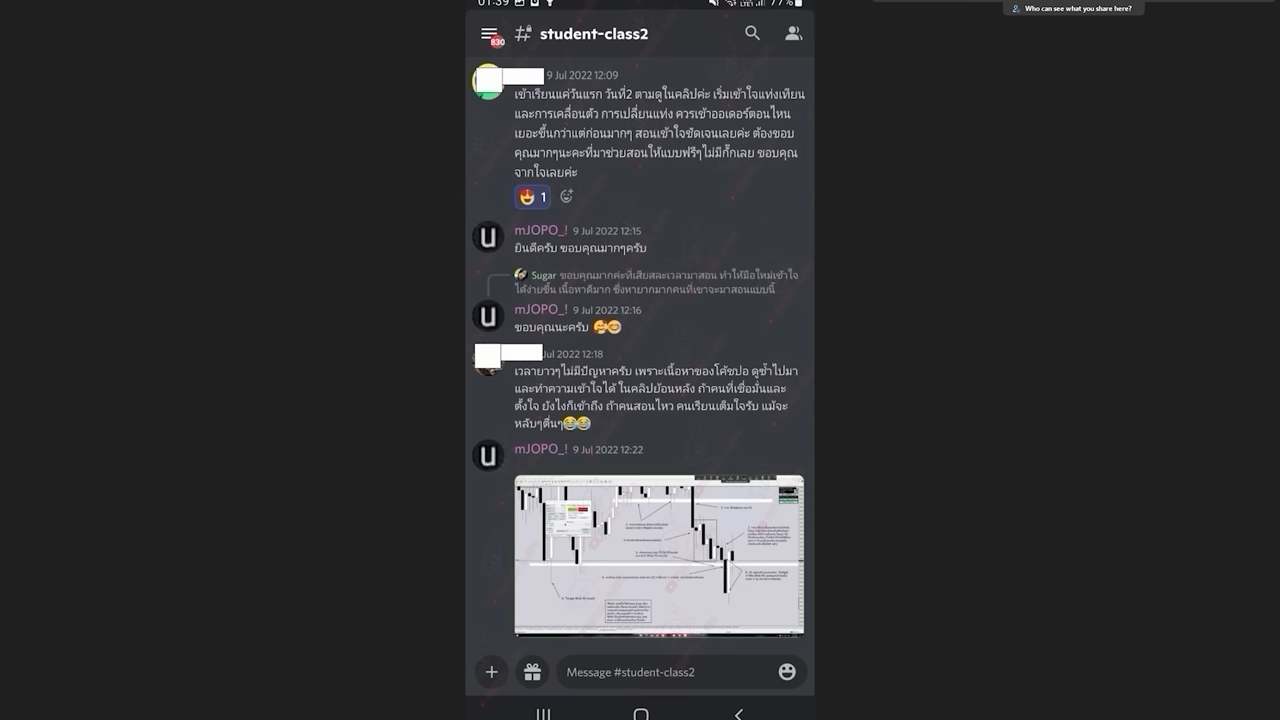 01:39
77%
Who can see what you share here?
830
student-class2
9 Jul 2022 12:09
เข้าเรียนแค่วันแรก วันที่2 ตามดูในคลิปค่ะ เริ่มเข้าใจแท่งเทียน
และการเคลื่อนตัว การเปลี่ยนแท่ง ควรเข้าออเดอร์ตอนไหน
เยอะขึ้นกว่าแต่ก่อนมากๆ สอนเข้าใจชัดเจนเลยค่ะ ต้องขอบ
คุณมากๆนะคะที่มาช่วยสอนให้แบบฟรีๆไม่มีกั๊กเลย ขอบคุณ
จากใจเลยค่ะ
1
mJOPO_! 9 Jul 2022 12:15
ยินดีครับ ขอบคุณมากๆครับ
Sugar ขอบคุณมากค่ะที่เสียสละเวลามาสอน ทำให้มือใหม่เข้าใจ
ได้ง่ายขึ้น เนื้อหาดีมาก ซึ่งหายากมากคนที่เขาจะมาสอนแบบนี้
mJOPO_! 9 Jul 2022 12:16
ขอบคุณนะครับ 🥰😊
Jul 2022 12:18
เวลายาวๆไม่มีปัญหาครับ เพราะเนื้อหาของโค้ชปอ ดูซ้ำไปมา
และทำความเข้าใจได้ ในคลิปย้อนหลัง ถ้าคนที่เชื่อมั่นและ
ตั้งใจ ยังไงก็เข้าถึง ถ้าคนสอนไหว คนเรียนเต็มใจรับ แม้จะ
หลับๆตื่นๆ😂😂
mJOPO_! 9 Jul 2022 12:22
Message #student-class2